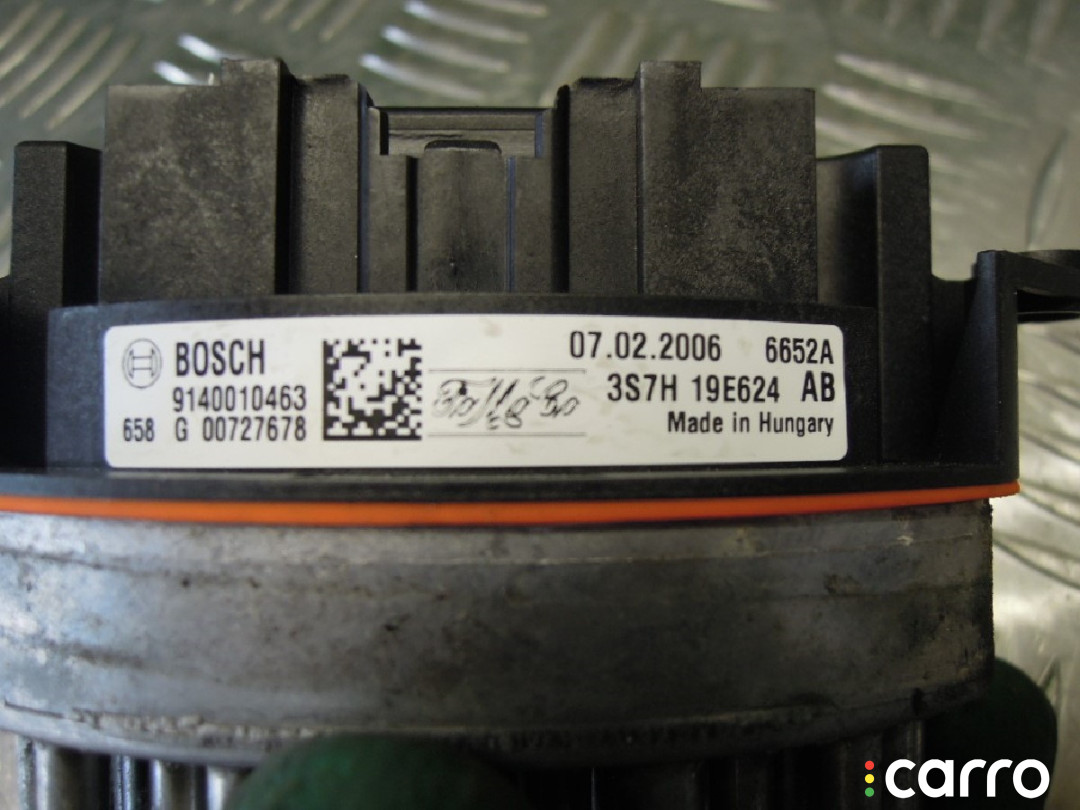 BOSCH
9140010463
658 G 00727678
07.02.2006 6652A
3S7H 19E624 AB
Made in Hungary
carro